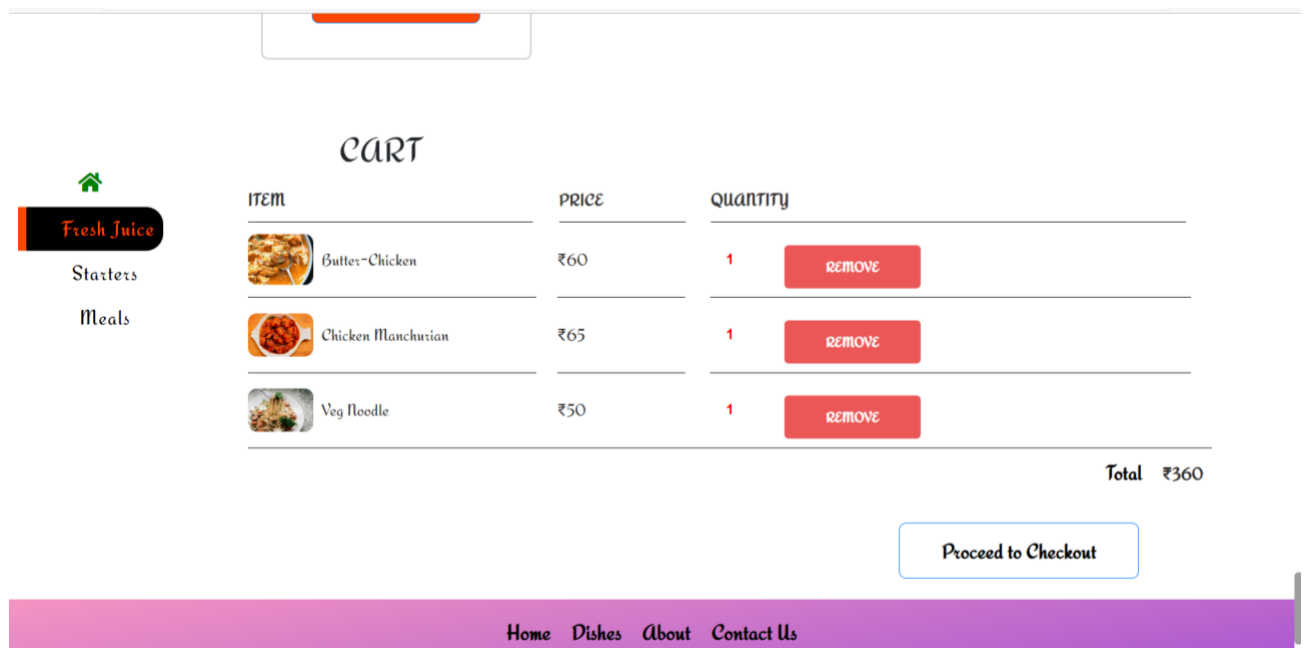 CART
ITEM PRICE QUANTITY
Fresh Juice
Starters
Meals
Butter-Chicken ₹60 1 REMOVE
Chicken Manchurian ₹65 1 REMOVE
Veg Noodle ₹50 1 REMOVE
Total ₹360
Proceed to Checkout
Home Dishes About Contact Us